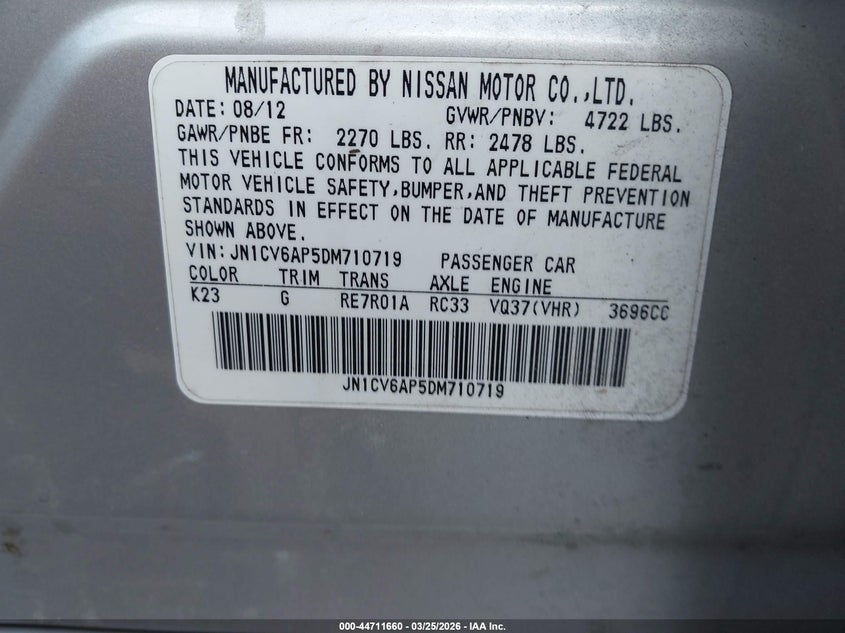 MANUFACTURED BY NISSAN MOTOR CO.,LTD.
DATE: 08/12 GVWR/PNBV: 4722 LBS.
GAWR/PNBE FR: 2270 LBS. RR: 2478 LBS.
THIS VEHICLE CONFORMS TO ALL APPLICABLE FEDERAL
MOTOR VEHICLE SAFETY,BUMPER,AND THEFT PREVENTION
STANDARDS IN EFFECT ON THE DATE OF MANUFACTURE
SHOWN ABOVE.
VIN:JN1CV6AP5DM710719 PASSENGER CAR
COLOR TRIM TRANS AXLE ENGINE
K23 G RE7R01A RC33 VQ37(VHR) 3696CC
JN1CV6AP5DM710719
000-44711660 - 03/25/2026 - IAA Inc.